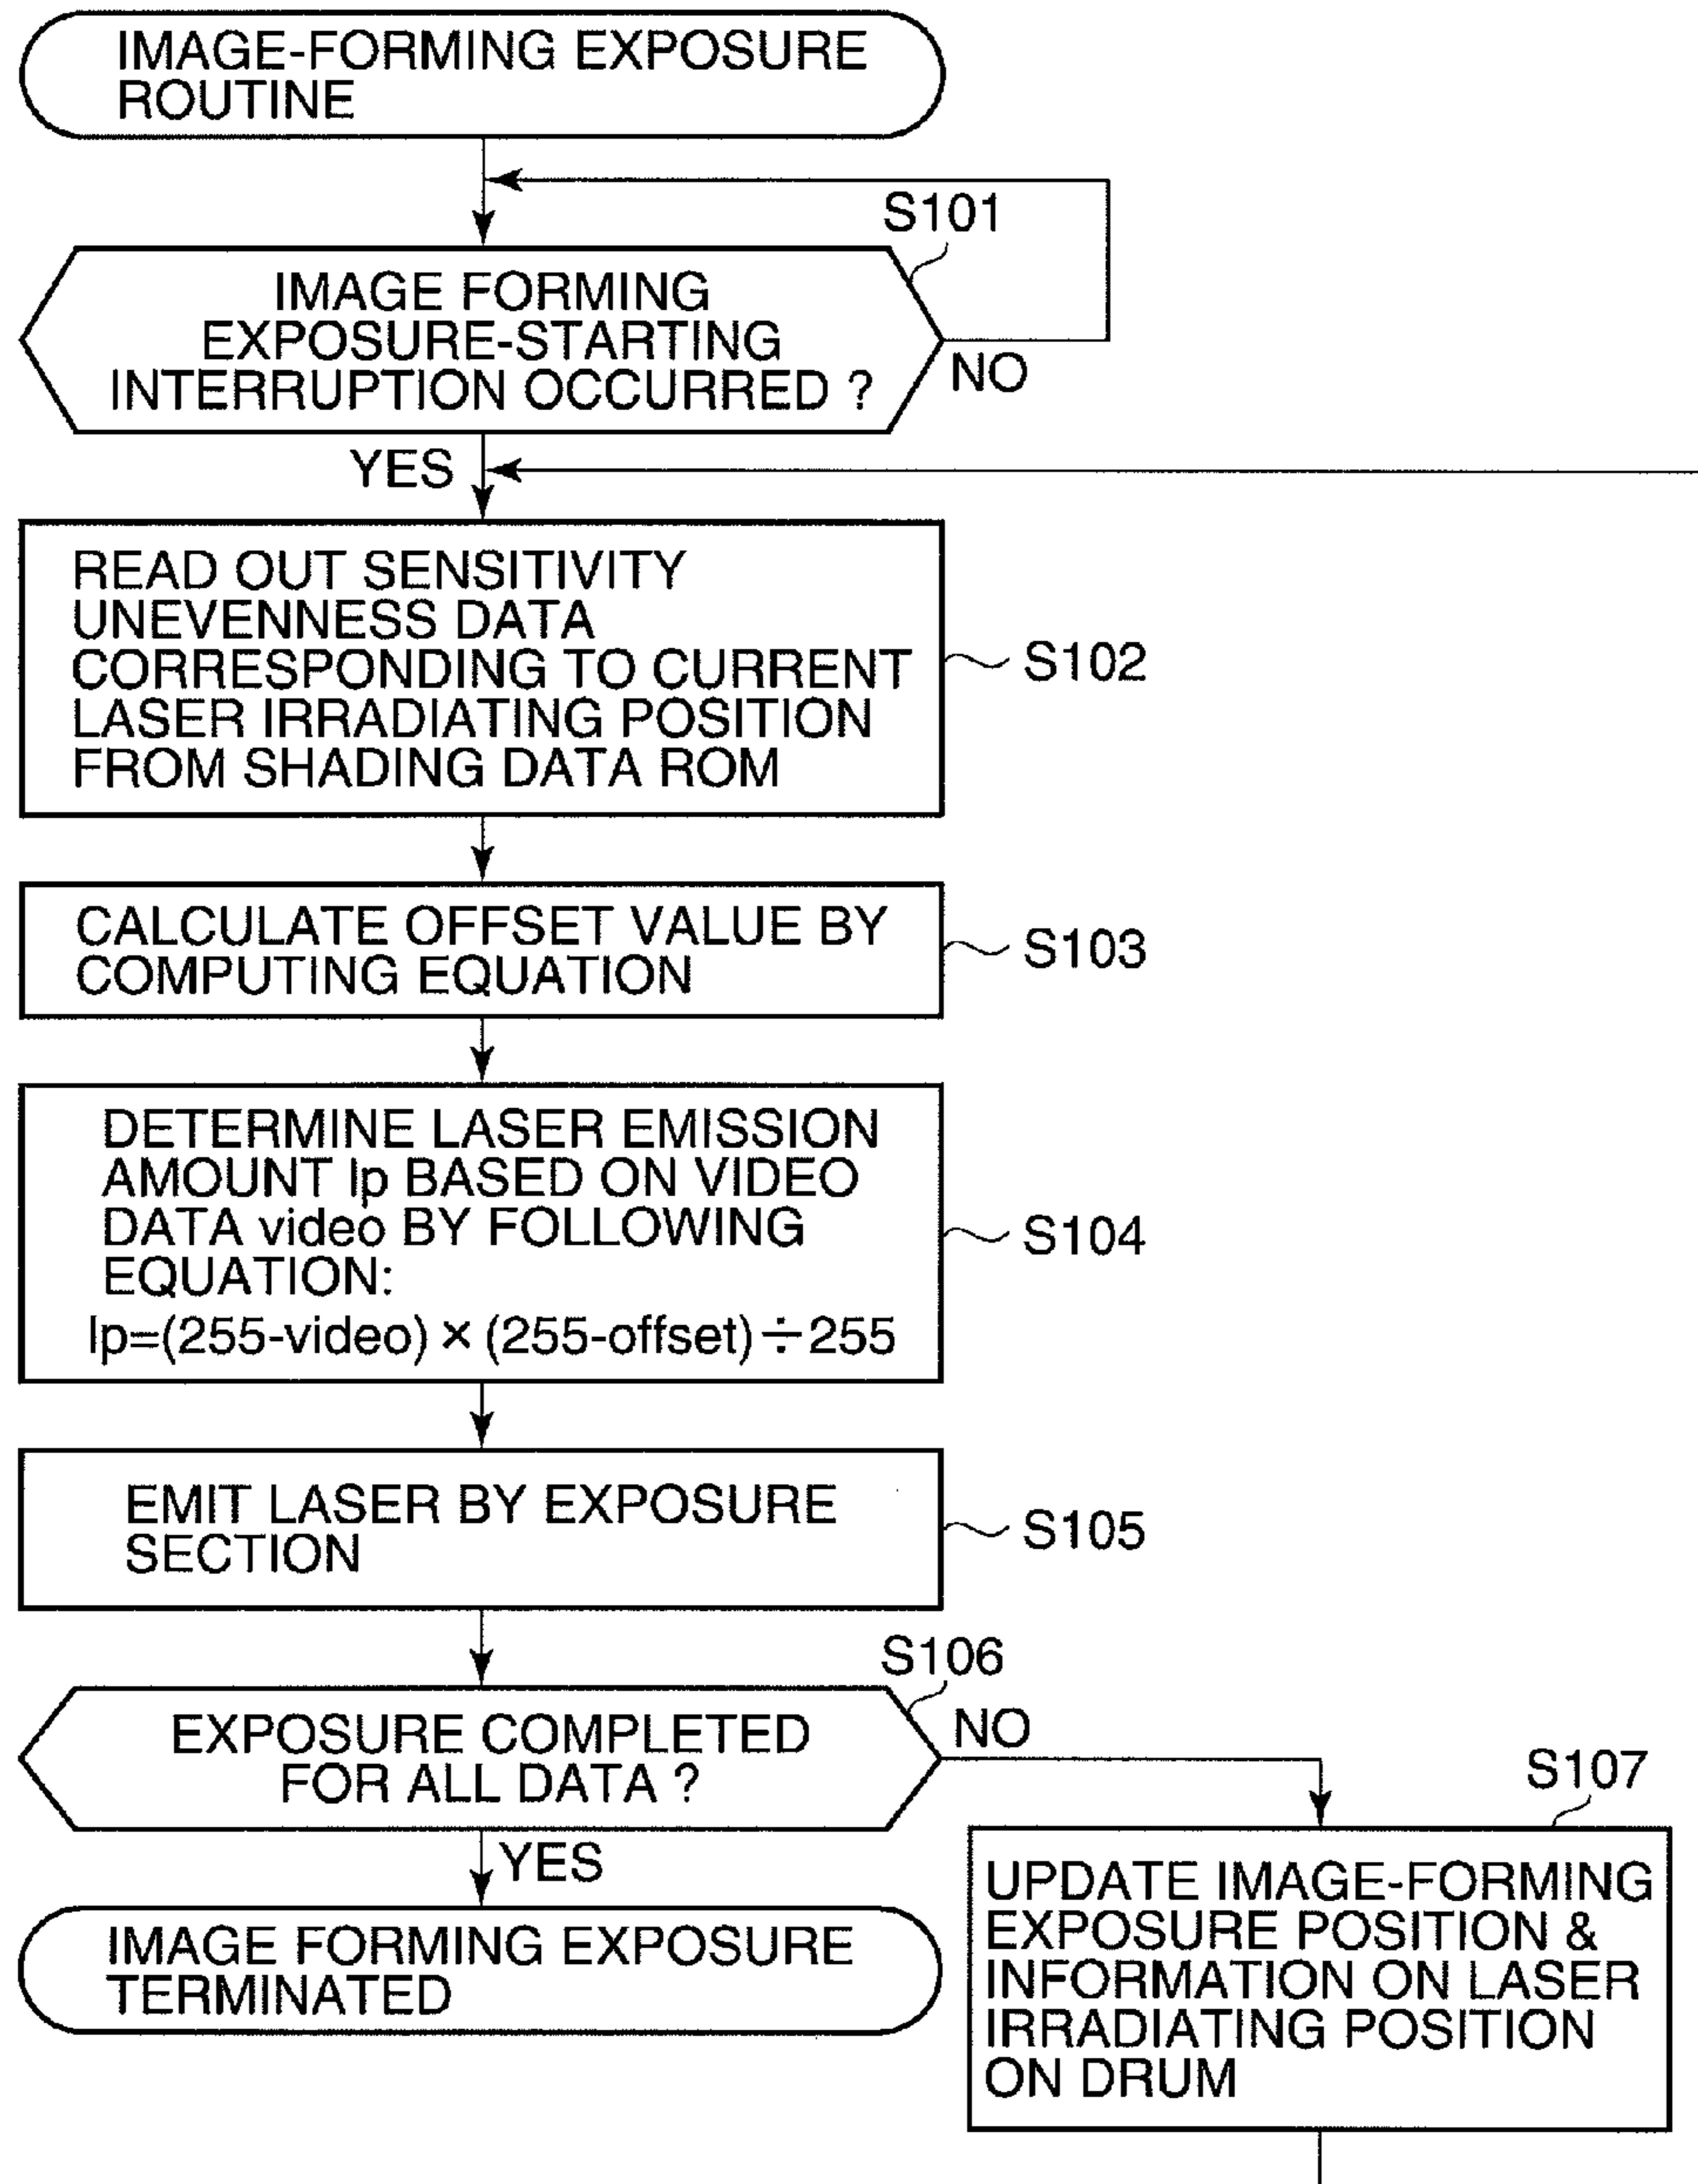 IMAGE-FORMING EXPOSURE
ROUTINE
S101
IMAGE FORMING
EXPOSURE-STARTING
INTERRUPTION OCCURRED ?
NO
YES
READ OUT SENSITIVITY
UNEVENNESS DATA
CORRESPONDING TO CURRENT
LASER IRRADIATING POSITION
FROM SHADING DATA ROM
S102
CALCULATE OFFSET VALUE BY
COMPUTING EQUATION
S103
DETERMINE LASER EMISSION
AMOUNT lp BASED ON VIDEO
DATA video BY FOLLOWING
EQUATION:
lp=(255-video) × (255-offset) ÷ 255
S104
EMIT LASER BY EXPOSURE
SECTION
S105
S106
EXPOSURE COMPLETED
FOR ALL DATA ?
NO
YES
S107
UPDATE IMAGE-FORMING
EXPOSURE POSITION &
INFORMATION ON LASER
IRRADIATING POSITION
ON DRUM
IMAGE FORMING EXPOSURE
TERMINATED